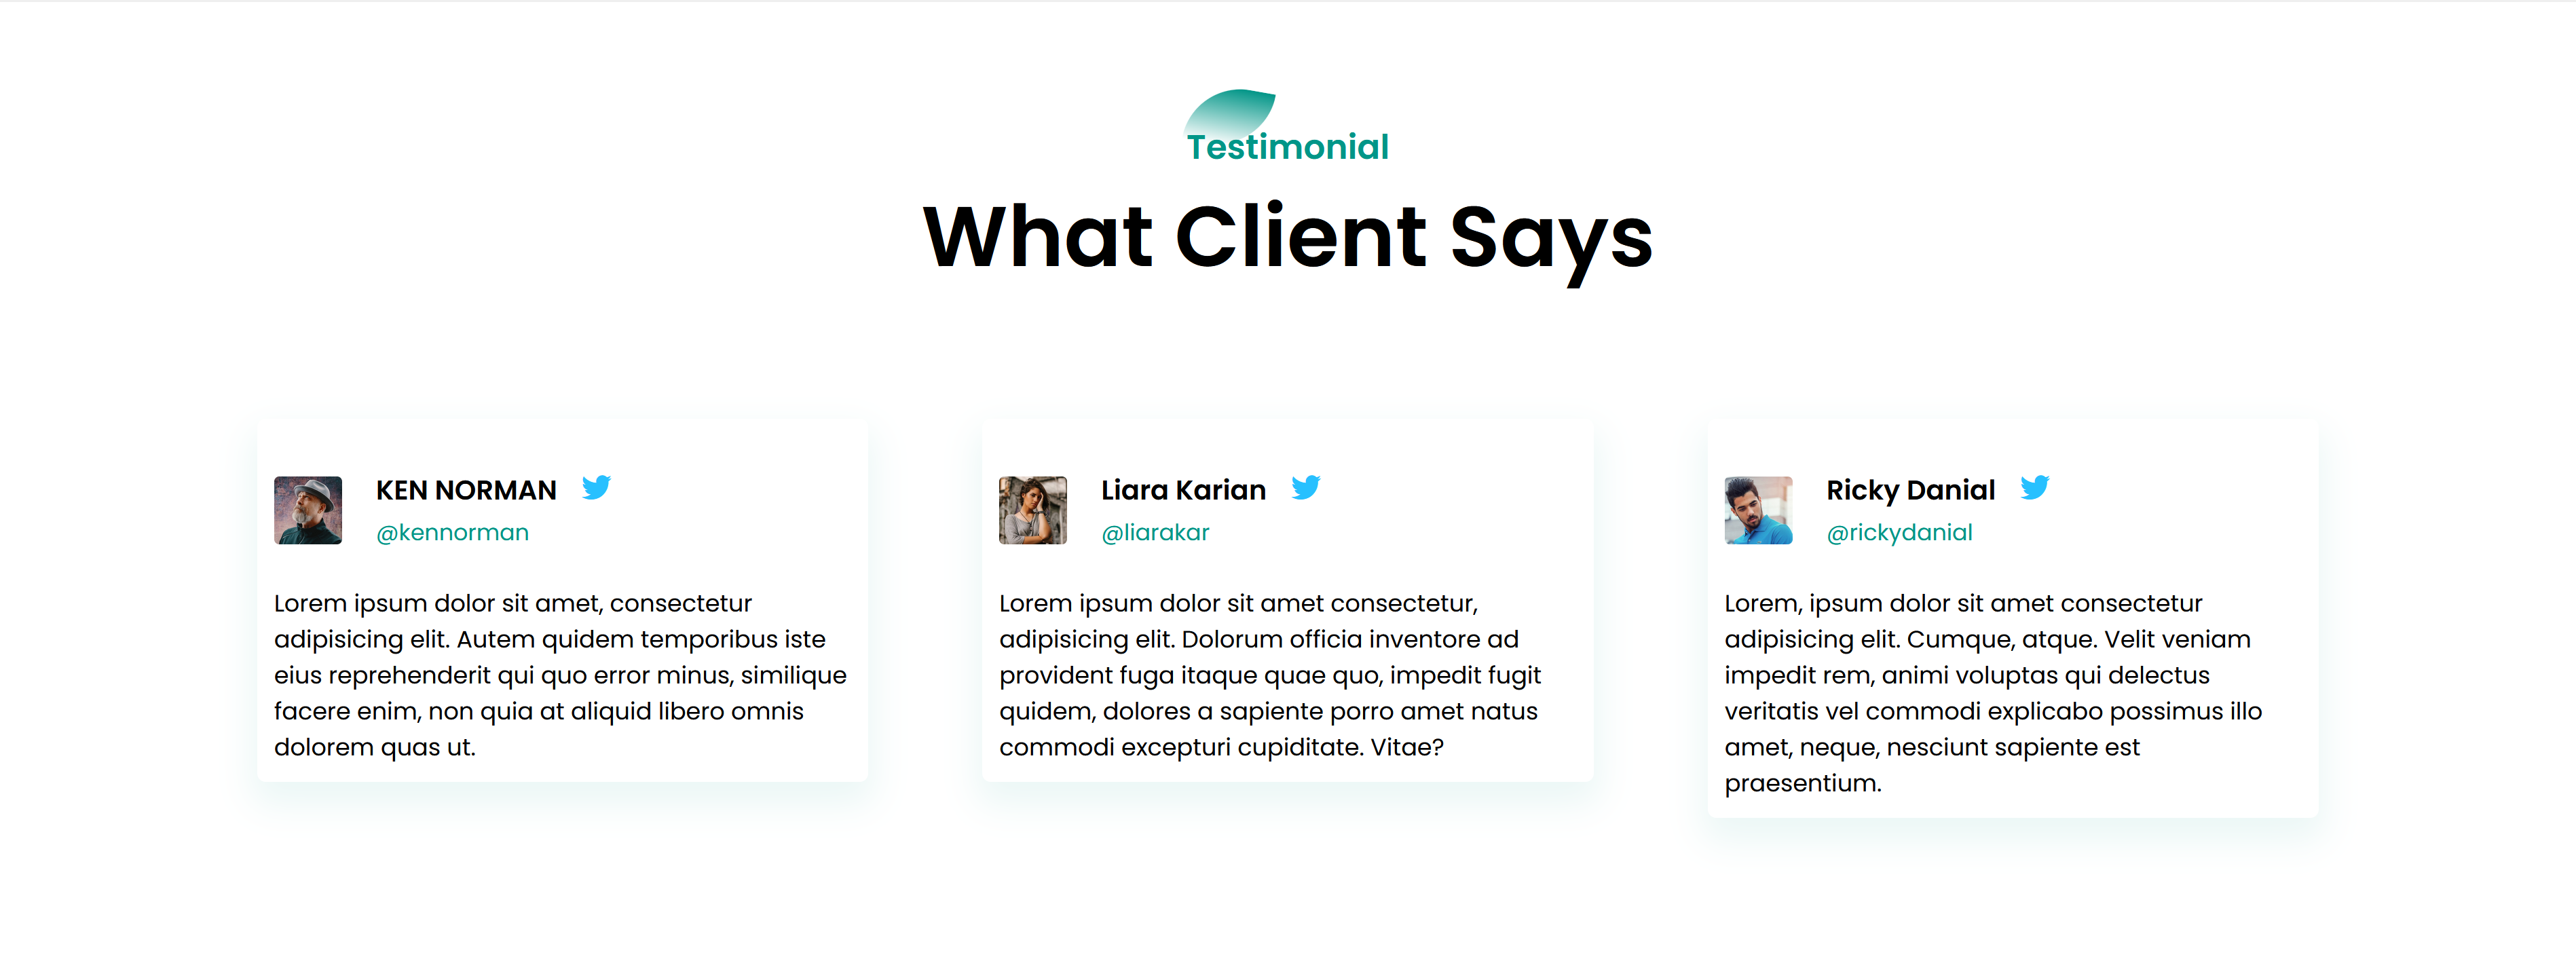 Testimonial
What Client Says
KEN NORMAN
@kennorman
Lorem ipsum dolor sit amet, consectetur
adipisicing elit. Autem quidem temporibus iste
eius reprehenderit qui quo error minus, similique
facere enim, non quia at aliquid libero omnis
dolorem quas ut.
Liara Karian
@liarakar
Lorem ipsum dolor sit amet consectetur,
adipisicing elit. Dolorum officia inventore ad
provident fuga itaque quae quo, impedit fugit
quidem, dolores a sapiente porro amet natus
commodi excepturi cupiditate. Vitae?
Ricky Danial
@rickydanial
Lorem, ipsum dolor sit amet consectetur
adipisicing elit. Cumque, atque. Velit veniam
impedit rem, animi voluptas qui delectus
veritatis vel commodi explicabo possimus illo
amet, neque, nesciunt sapiente est
praesentium.